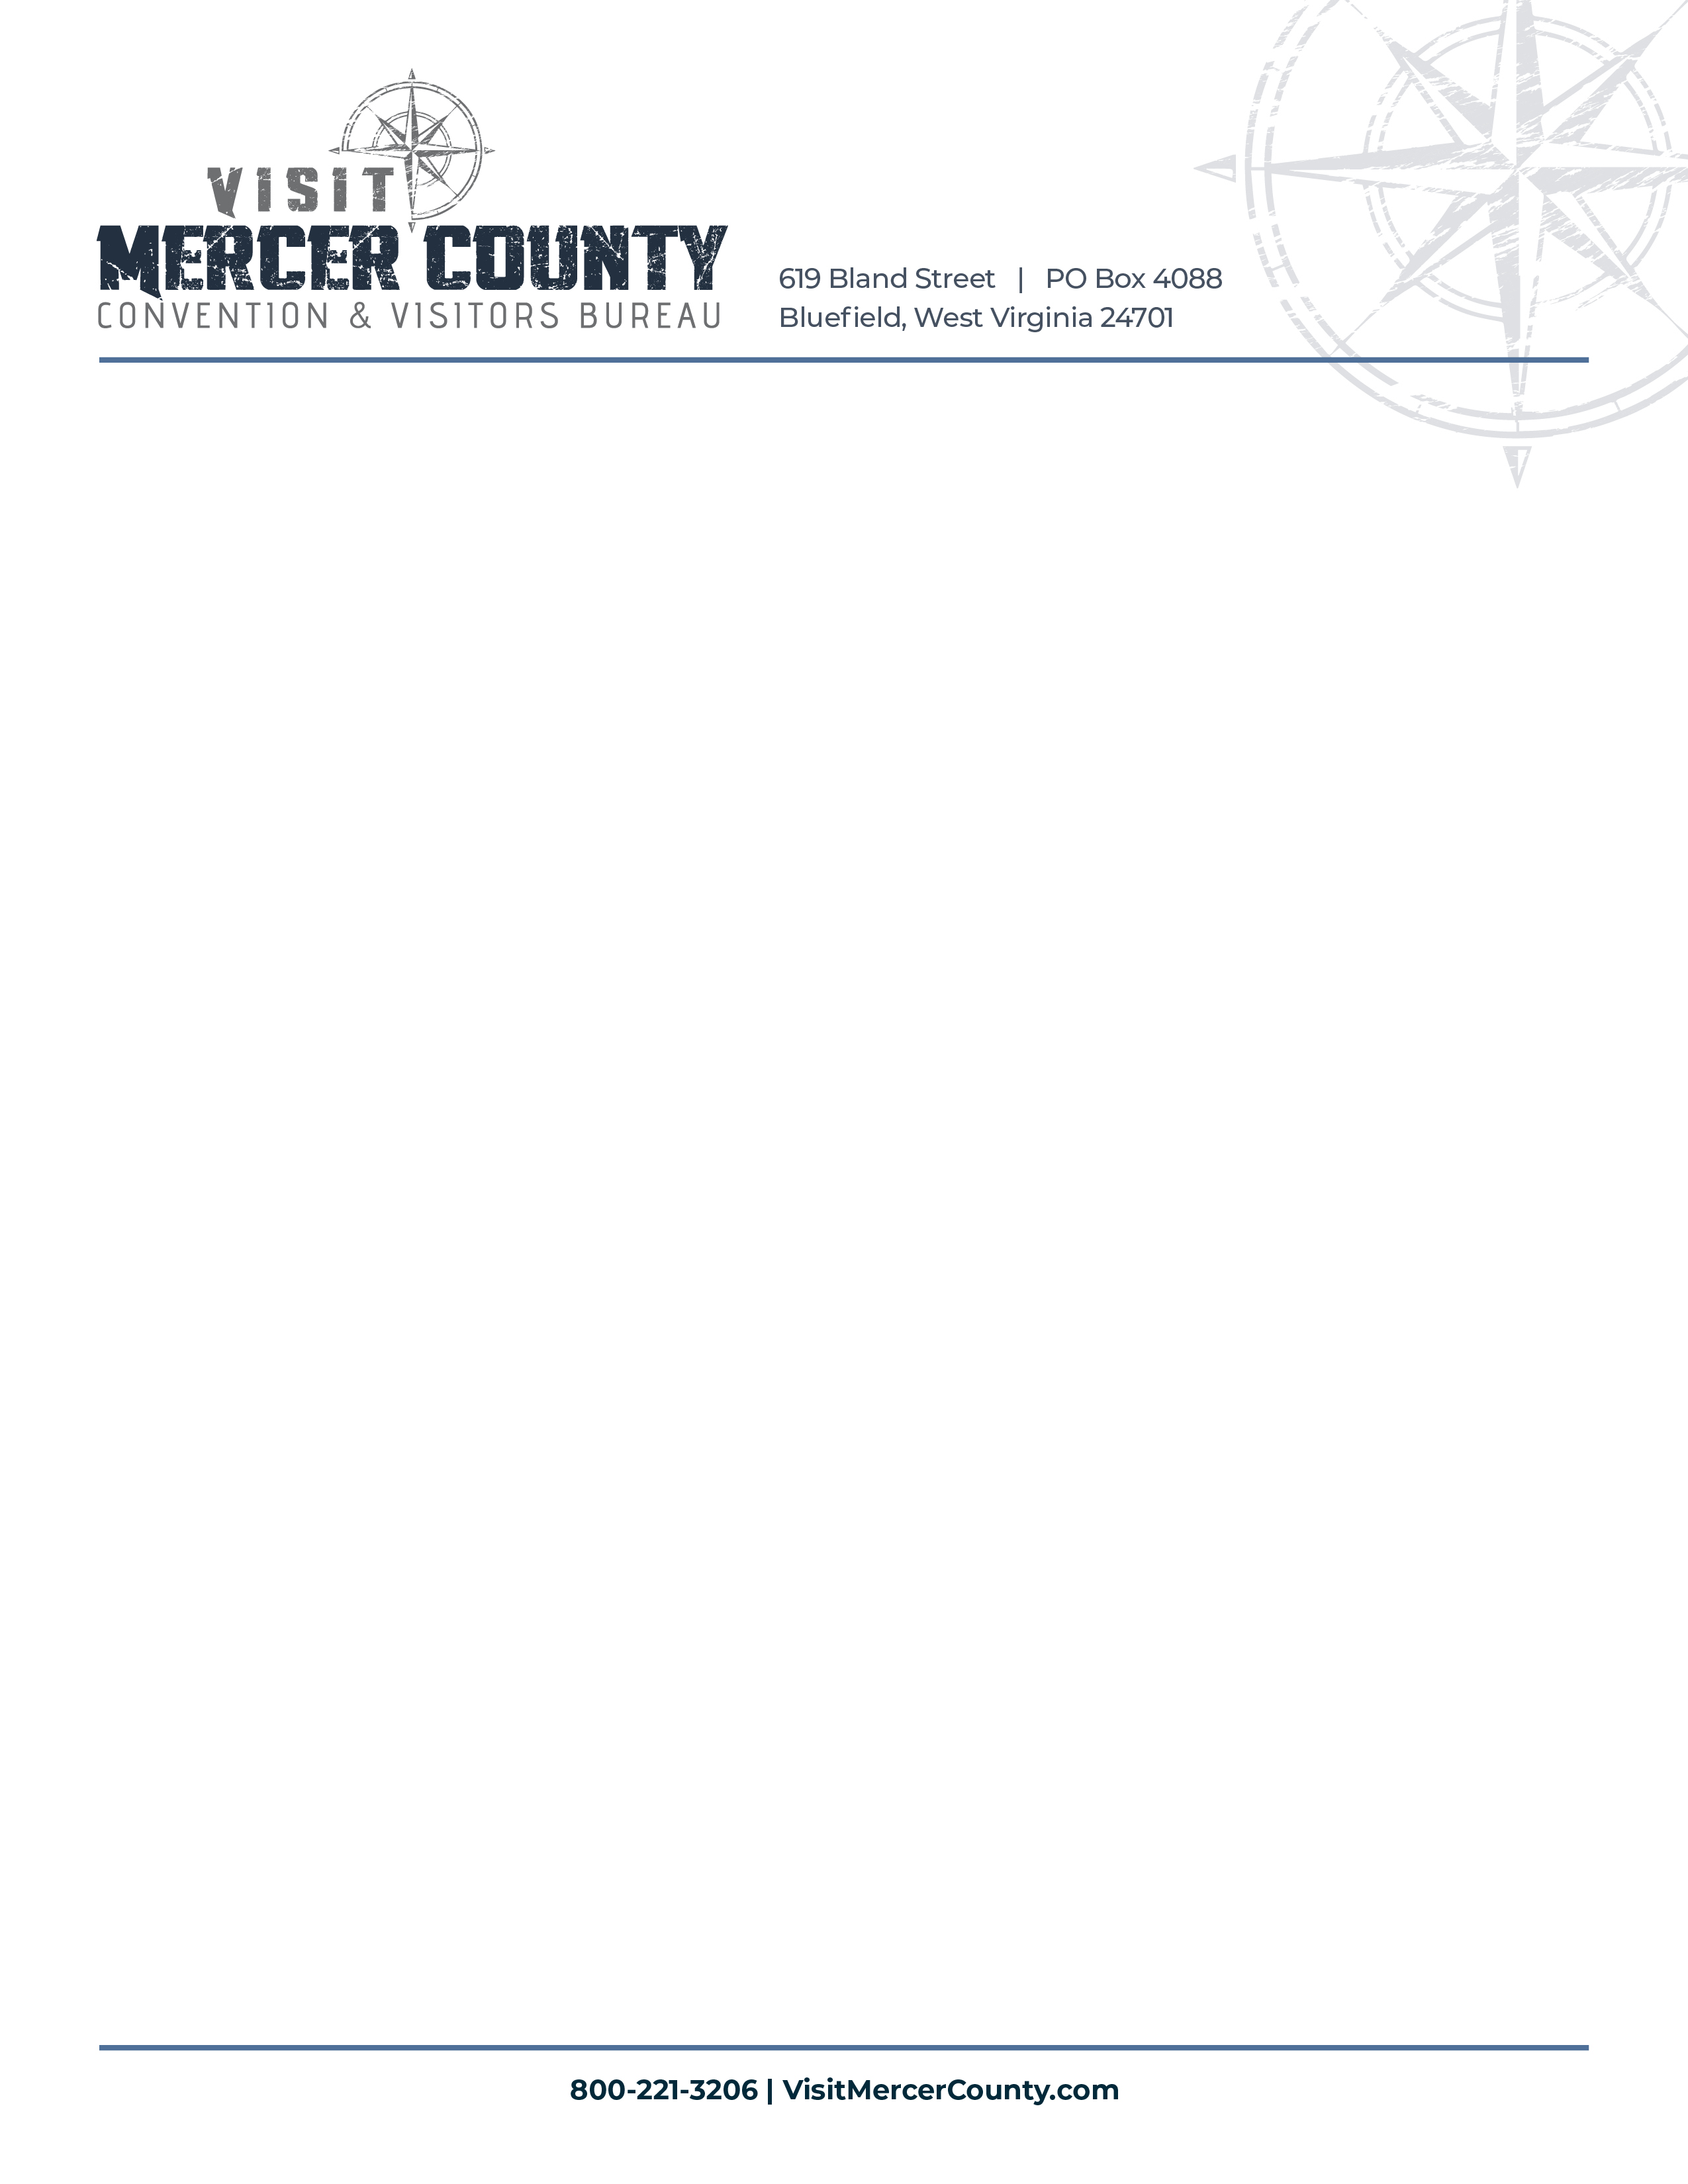 VISIT
MERCER COUNTY
CONVENTION & VISITORS BUREAU
619 Bland Street | PO Box 4088
Bluefield, West Virginia 24701
800-221-3206 | VisitMercerCounty.com